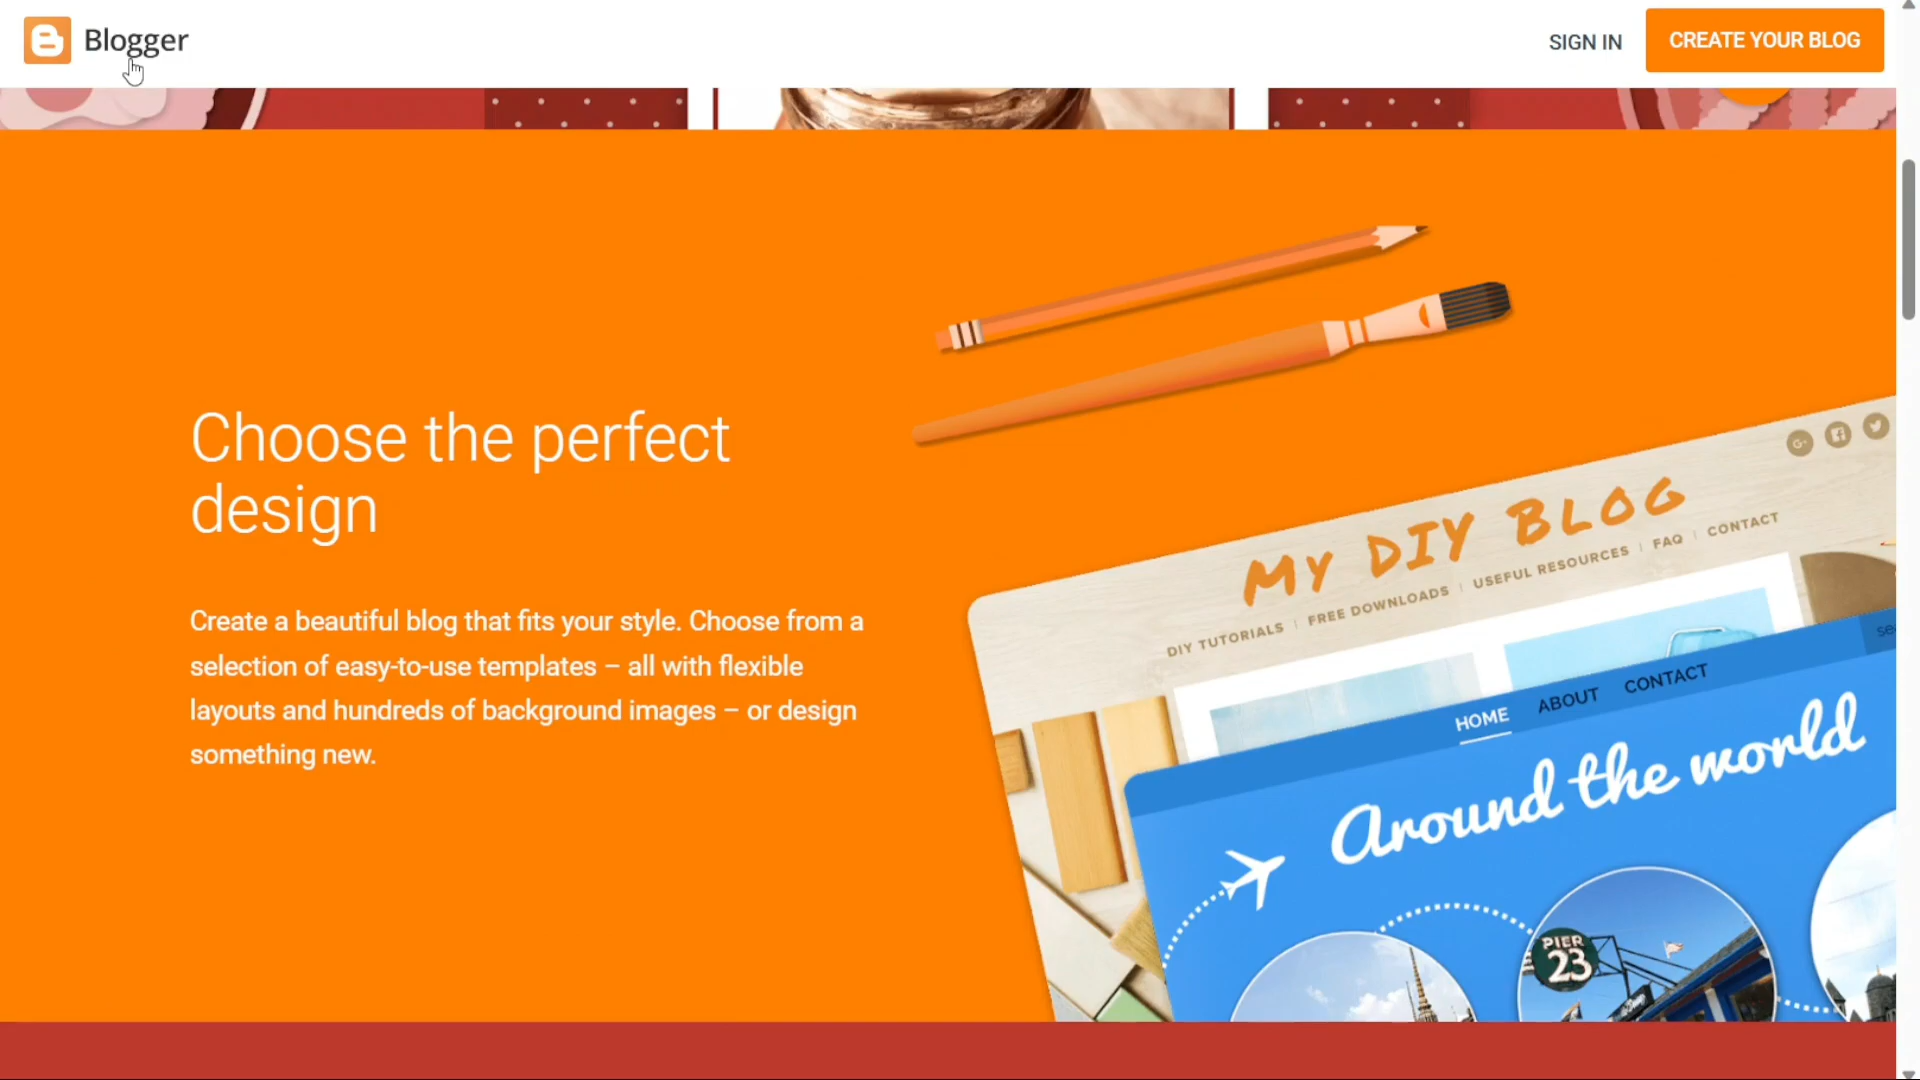 Blogger
SIGN IN
CREATE YOUR BLOG
Choose the perfect
design
Create a beautiful blog that fits your style. Choose from a
selection of easy-to-use templates – all with flexible
layouts and hundreds of background images – or design
something new.
My DIY Blog
DIY TUTORIALS | FREE DOWNLOADS | USEFUL RESOURCES | FAQ | CONTACT
HOME ABOUT CONTACT
Around the world
PIER
23